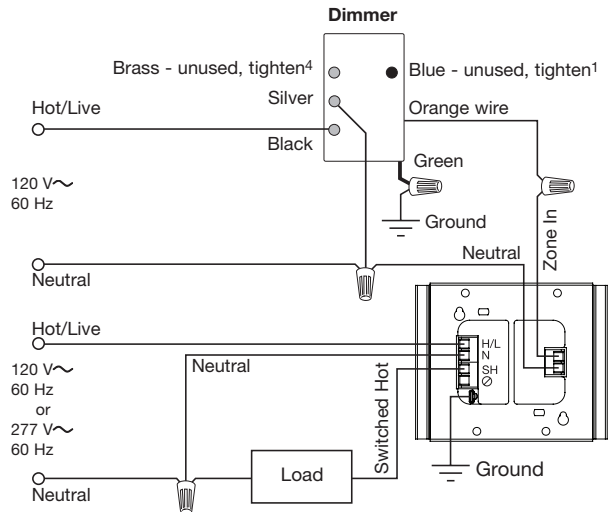 Dimmer
Brass - unused, tighten⁴
Blue - unused, tighten¹
Silver
Hot/Live
Orange wire
Black
Green
120 V～
60 Hz
Ground
Zone In
Neutral
Neutral
Hot/Live
H/L
N
SH
Neutral
120 V～
60 Hz
or
277 V～
60 Hz
Switched Hot
Load
Ground
Neutral